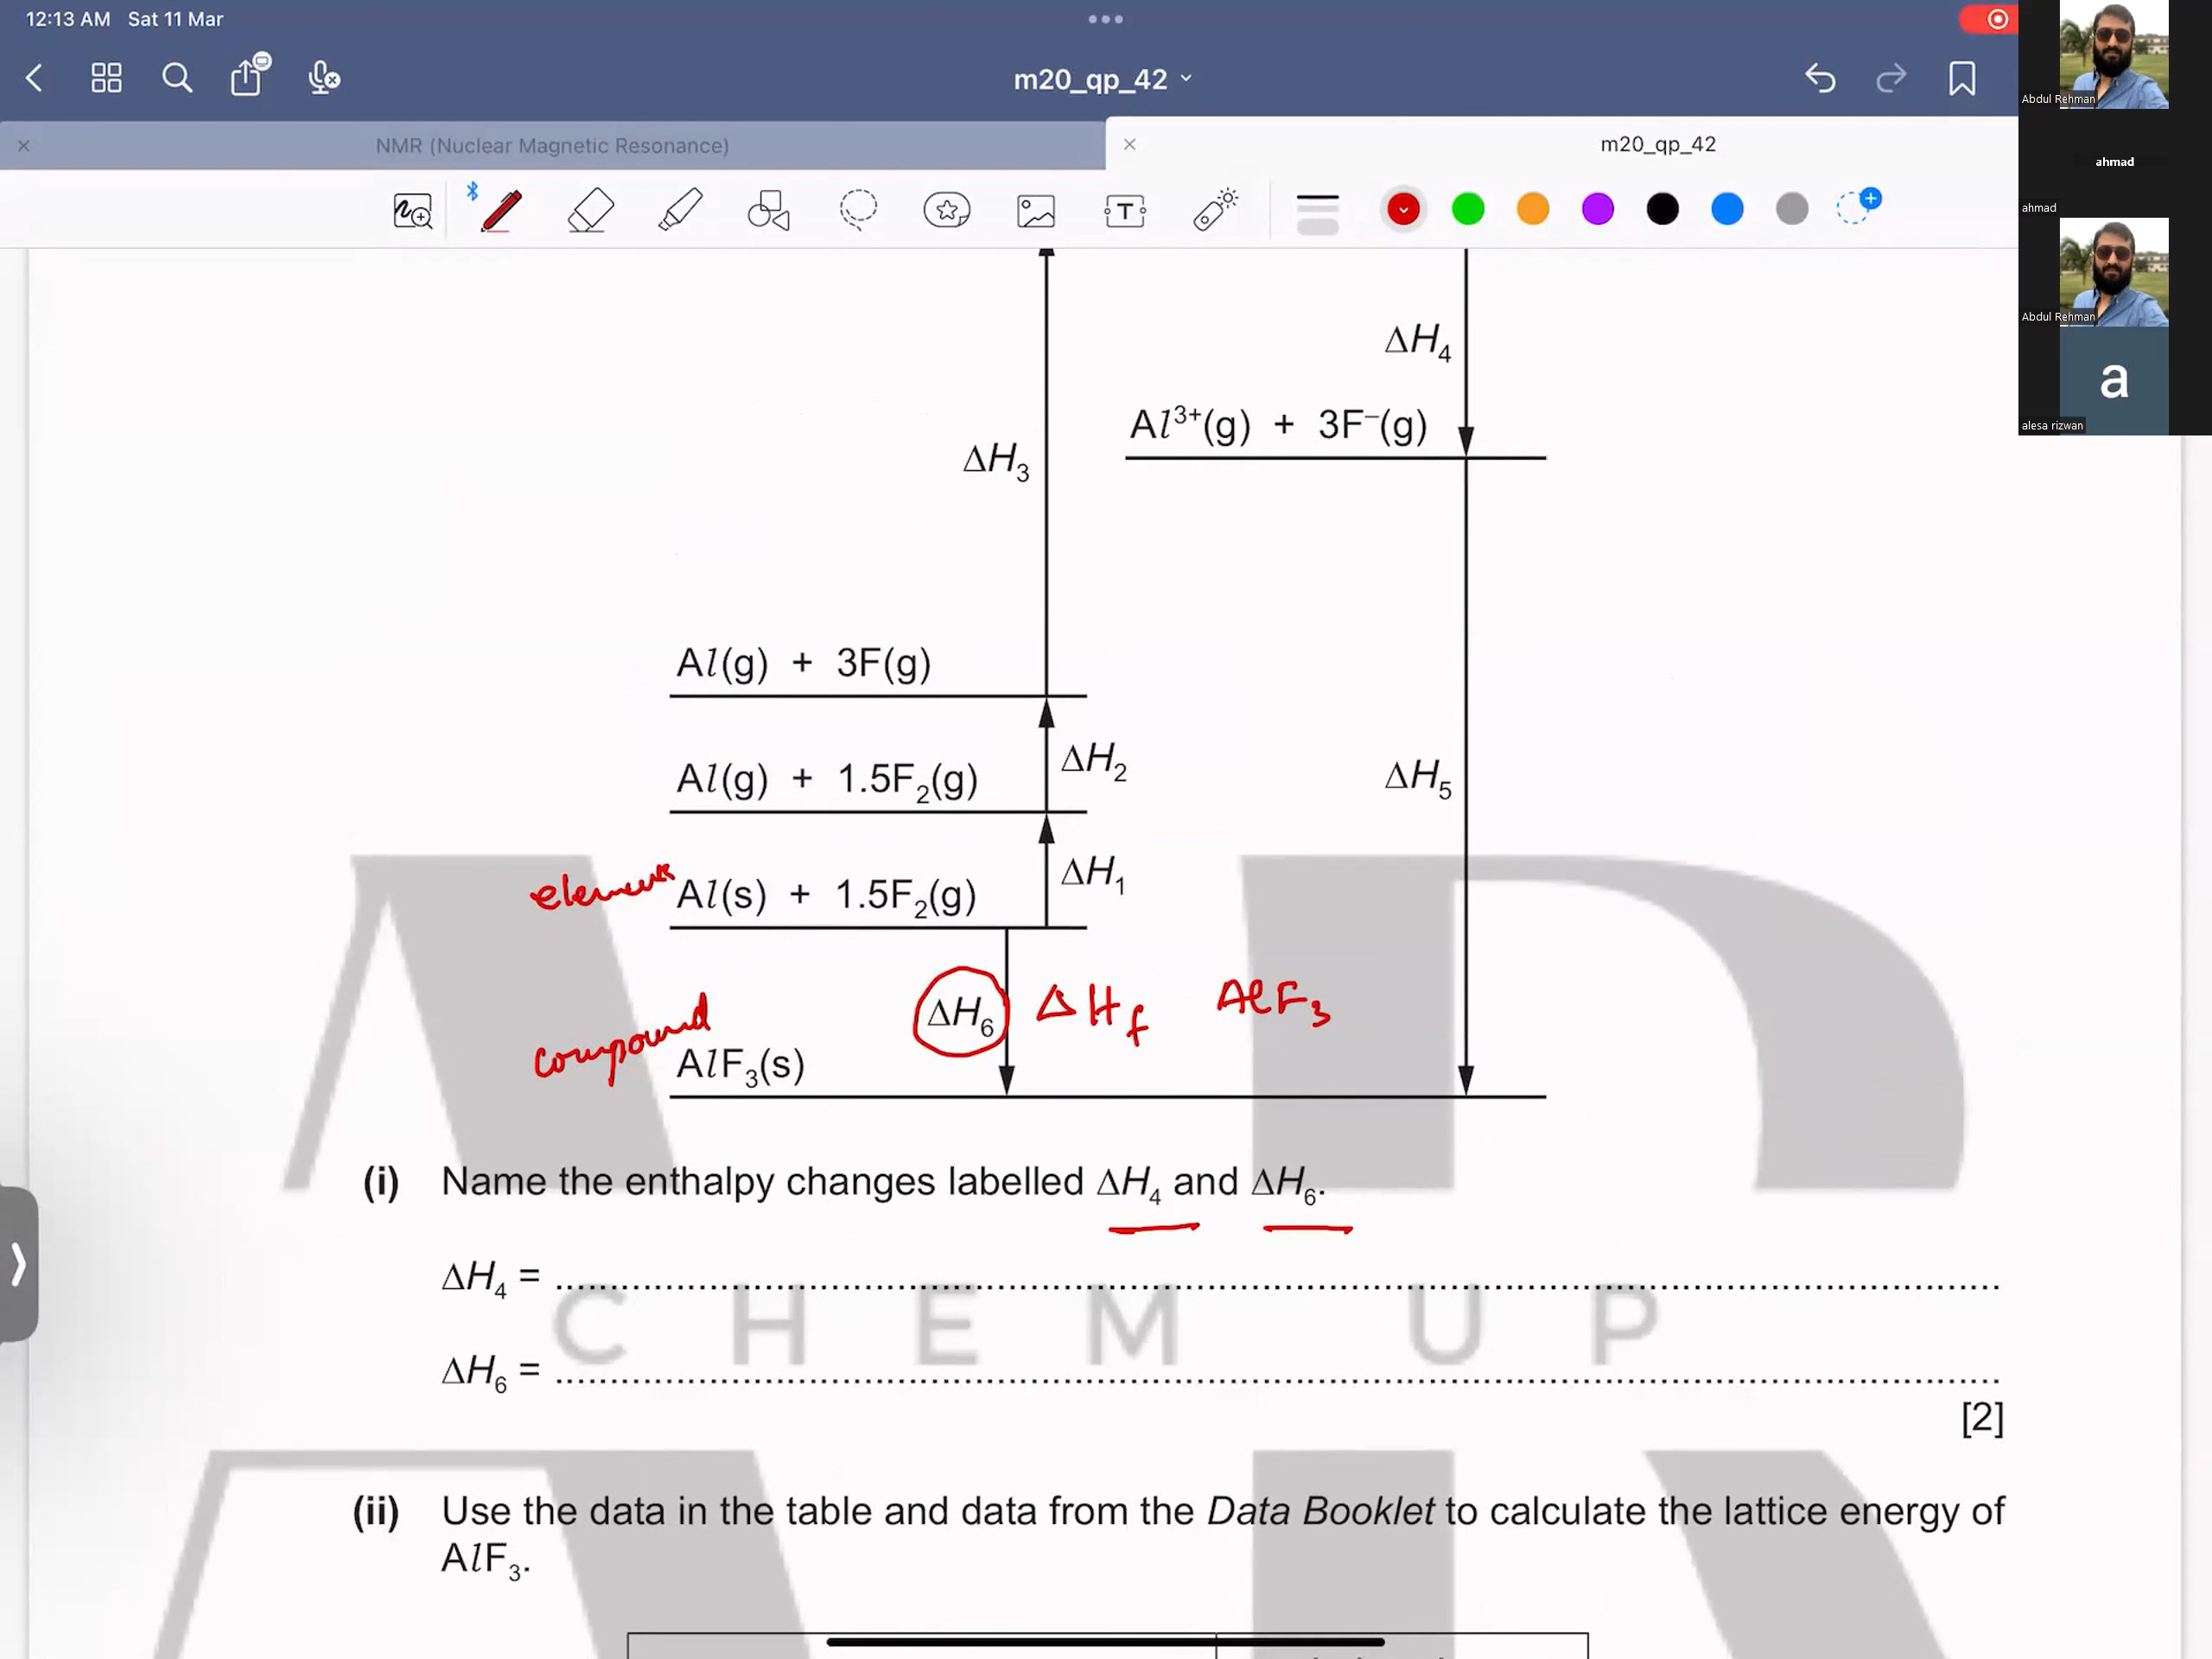 12:13 AM Sat 11 Mar
m20_qp_42
NMR (Nuclear Magnetic Resonance)
m20_qp_42
Abdul Rehman
ahmad
ahmad
Abdul Rehman
a
alesa rizwan
T
ΔH₄
Al³⁺(g) + 3F⁻(g)
ΔH₃
Al(g) + 3F(g)
ΔH₂
Al(g) + 1.5F₂(g)
ΔH₅
ΔH₁
elements Al(s) + 1.5F₂(g)
ΔH₆ ΔHf AlF₃
compound AlF₃(s)
(i) Name the enthalpy changes labelled ΔH₄ and ΔH₆.
ΔH₄ =
CHEM UP
ΔH₆ =
[2]
(ii) Use the data in the table and data from the Data Booklet to calculate the lattice energy of
AlF₃.